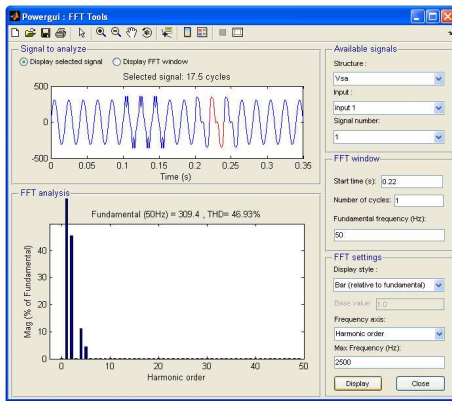 Powergui : FFT Tools
Signal to analyze
Display selected signal
Display FFT window
Selected signal: 17.5 cycles
500
0
-500
0
0.05
0.1
0.15
0.2
0.25
0.3
0.35
Time (s)
FFT analysis
Fundamental (50Hz) = 309.4 , THD= 46.93%
Mag (% of Fundamental)
40
30
20
10
0
0
10
20
30
40
50
Harmonic order
Available signals
Structure :
Vsa
Input :
input 1
Signal number:
1
FFT window
Start time (s): 0.22
Number of cycles: 1
Fundamental frequency (Hz):
50
FFT settings
Display style :
Bar (relative to fundamental)
Base value: 1.0
Frequency axis:
Harmonic order
Max Frequency (Hz):
2500
Display
Close